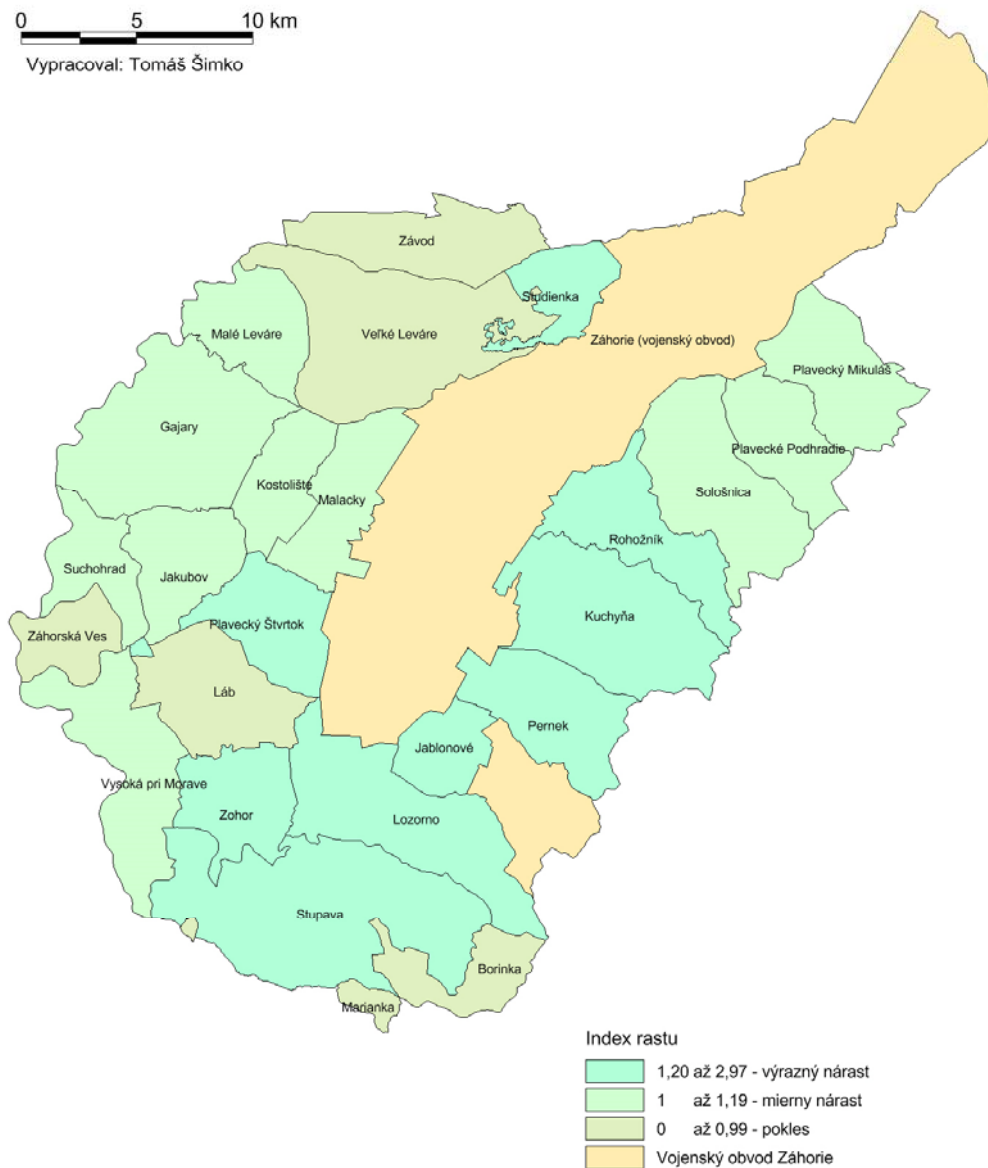 0 5 10 km
Vypracoval: Tomáš Šimko
Závod
Studienka
Malé Leváre
Veľké Leváre
Záhorie (vojenský obvod)
Plavecký Mikuláš
Gajary
Plavecké Podhradie
Kostolište
Sološnica
Malacky
Rohožník
Suchohrad
Jakubov
Kuchyňa
Plavecký Štvrtok
Záhorská Ves
Láb
Pernek
Jablonové
Vysoká pri Morave
Zohor
Lozorno
Stupava
Borinka
Marianka
Index rastu
1,20 až 2,97 - výrazný nárast
1 až 1,19 - mierny nárast
0 až 0,99 - pokles
Vojenský obvod Záhorie